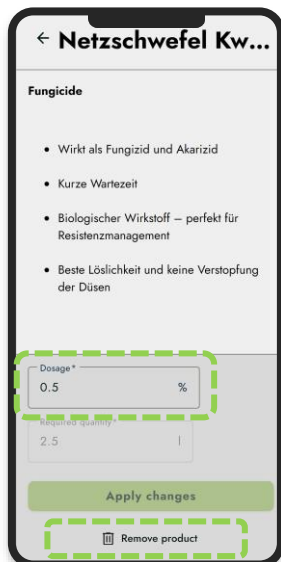 ← Netzschwefel Kw...
Fungicide
• Wirkt als Fungizid und Akarizid
• Kurze Wartezeit
• Biologischer Wirkstoff – perfekt für
Resistenzmanagement
• Beste Löslichkeit und keine Verstopfung
der Düsen
Dosage*
0.5 %
Required quantity*
2.5 l
Apply changes
Remove product